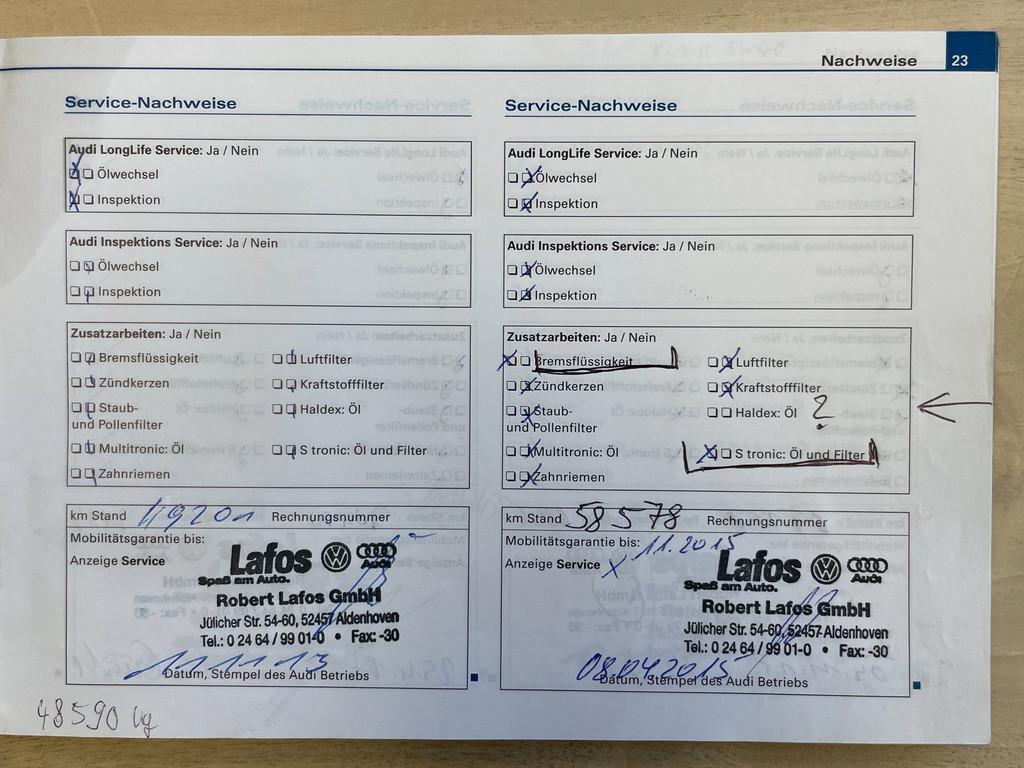 Nachweise 23
Service-Nachweise
Audi LongLife Service: Ja / Nein
Ölwechsel
Inspektion
Audi Inspektions Service: Ja / Nein
Ölwechsel
Inspektion
Zusatzarbeiten: Ja / Nein
Bremsflüssigkeit Luftfilter
Zündkerzen Kraftstofffilter
Staub- Haldex: Öl
und Pollenfilter
Multitronic: Öl S tronic: Öl und Filter
Zahnriemen
km Stand Rechnungsnummer
Mobilitätsgarantie bis:
Anzeige Service
Lafos Audi
Spaß am Auto.
Robert Lafos GmbH
Jülicher Str. 54-60, 52457 Aldenhoven
Tel.: 0 24 64 / 99 01-0 • Fax: -30
11.11.13
Datum, Stempel des Audi Betriebs
48590
Service-Nachweise
Audi LongLife Service: Ja / Nein
Ölwechsel
Inspektion
Audi Inspektions Service: Ja / Nein
Ölwechsel
Inspektion
Zusatzarbeiten: Ja / Nein
Bremsflüssigkeit Luftfilter
Zündkerzen Kraftstofffilter
Staub- Haldex: Öl ?
und Pollenfilter
Multitronic: Öl S tronic: Öl und Filter
Zahnriemen
km Stand 58578 Rechnungsnummer
Mobilitätsgarantie bis: 11.2015
Anzeige Service x
Lafos Audi
Spaß am Auto.
Robert Lafos GmbH
Jülicher Str. 54-60, 52457 Aldenhoven
Tel.: 0 24 64 / 99 01-0 • Fax: -30
08.04.2015
Datum, Stempel des Audi Betriebs